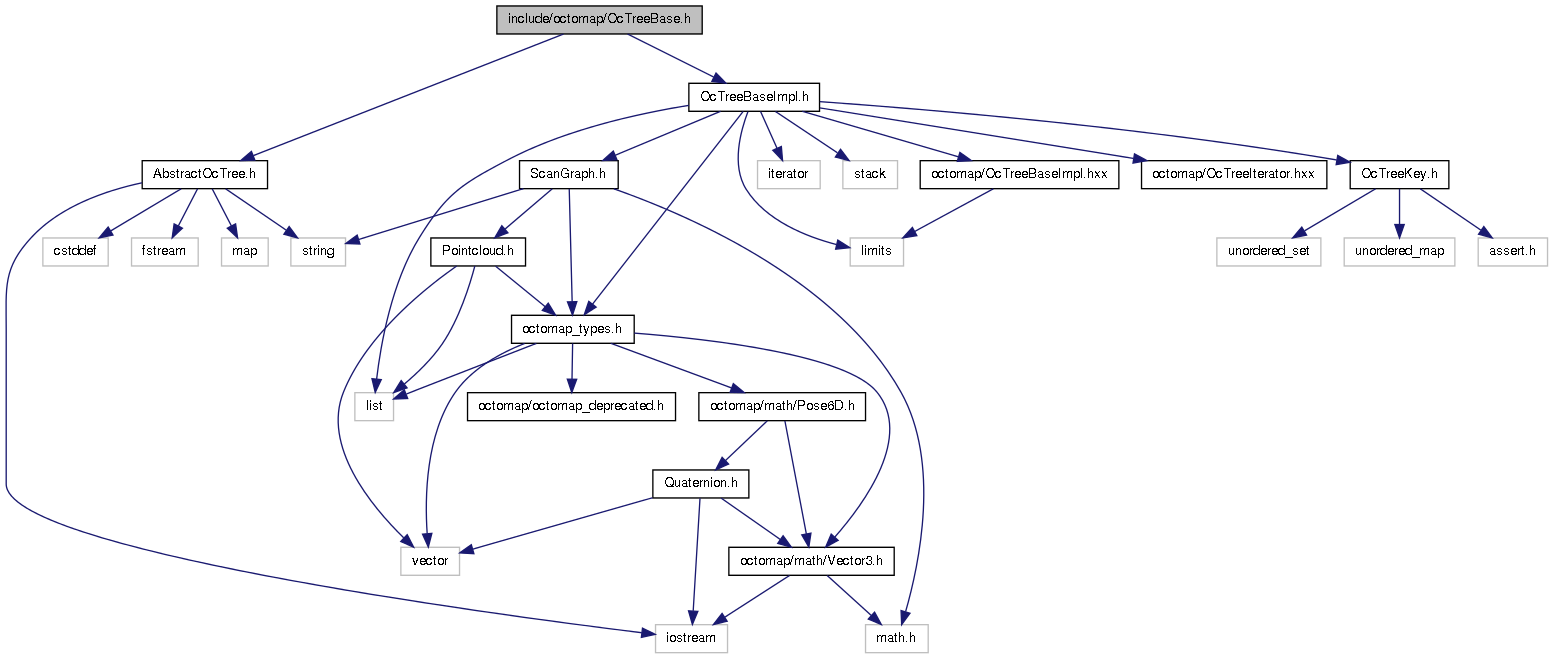 include/octomap/OcTreeBase.h
OcTreeBaseImpl.h
AbstractOcTree.h
ScanGraph.h
iterator
stack
octomap/OcTreeBaseImpl.hxx
octomap/OcTreeIterator.hxx
OcTreeKey.h
cstddef
fstream
map
string
Pointcloud.h
limits
unordered_set
unordered_map
assert.h
octomap_types.h
list
octomap/octomap_deprecated.h
octomap/math/Pose6D.h
Quaternion.h
vector
octomap/math/Vector3.h
iostream
math.h